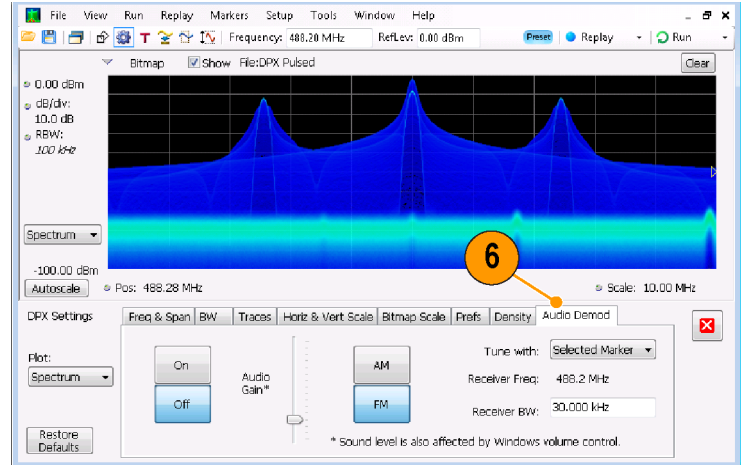 File View Run Replay Markers Setup Tools Window Help
T Frequency: 488.20 MHz RefLev: 0.00 dBm Preset Replay Run
Bitmap Show File:DPX Pulsed Clear
0.00 dBm
dB/div:
10.0 dB
RBW:
100 kHz
Spectrum
6
-100.00 dBm
Autoscale Pos: 488.28 MHz Scale: 10.00 MHz
DPX Settings Freq & Span BW Traces Horiz & Vert Scale Bitmap Scale Prefs Density Audio Demod
Plot:
Spectrum
Restore
Defaults
On
Off
Audio
Gain*
AM
FM
Tune with: Selected Marker
Receiver Freq: 488.2 MHz
Receiver BW: 30.000 kHz
* Sound level is also affected by Windows volume control.